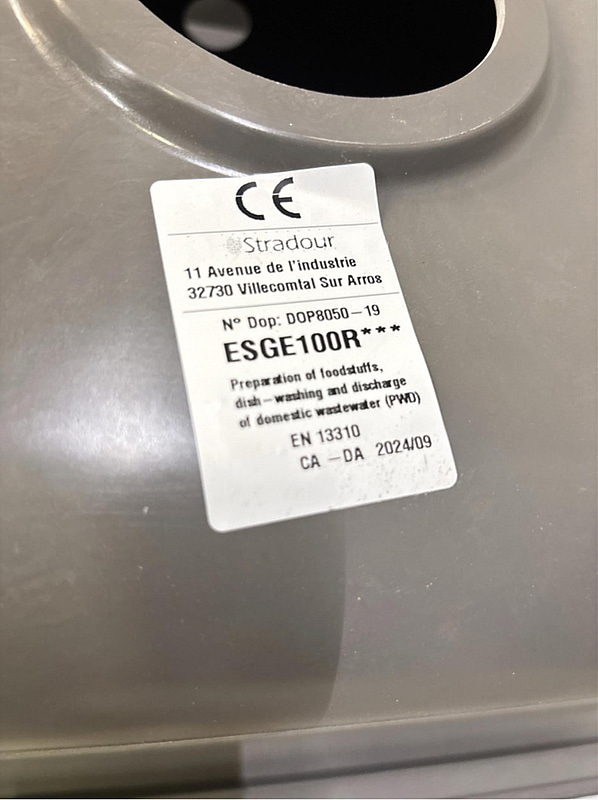 CE
Stradour
11 Avenue de l'industrie
32730 Villecomtal Sur Arros
N° Dop: DOP8050-19
ESGE100R***
Preparation of foodstuffs,
dish-washing and discharge
of domestic wastewater (PWD)
EN 13310
CA -DA 2024/09